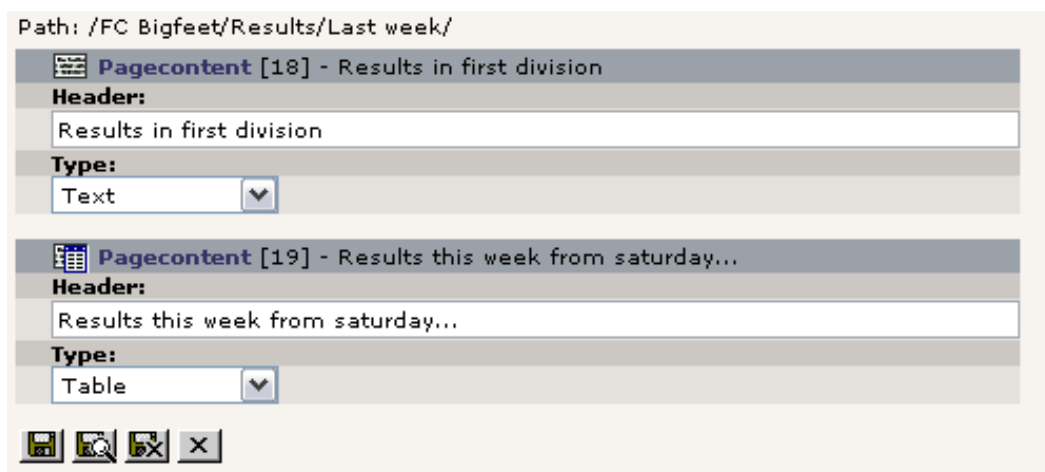 Path: /FC Bigfeet/Results/Last week/
Pagecontent [18] - Results in first division
Header:
Results in first division
Type:
Text
Pagecontent [19] - Results this week from saturday...
Header:
Results this week from saturday...
Type:
Table